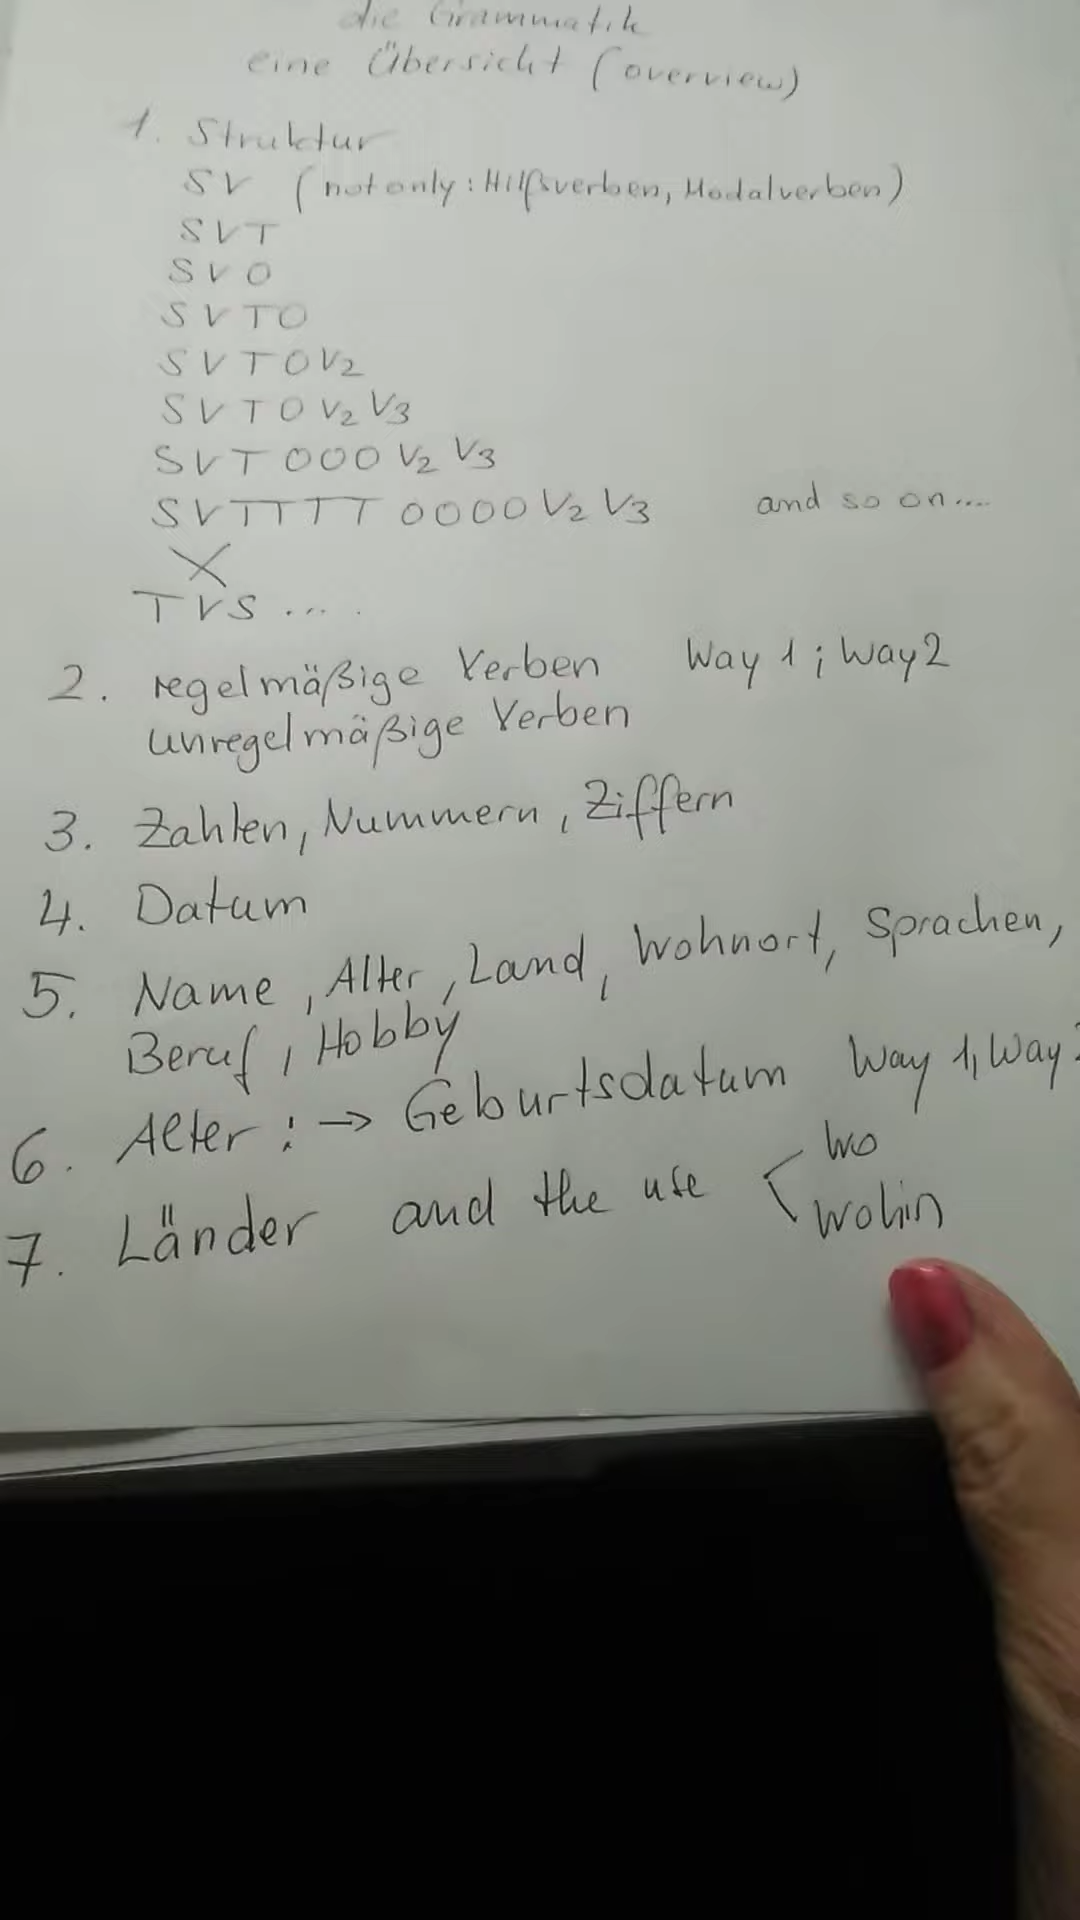 die Grammatik
eine Übersicht (overview)
1. Struktur
SV (not only: Hilfsverben, Modalverben)
SVT
SVO
SVTO
SVTOV2
SVTOV2V3
SVTOOOV2V3
SVTTTTOOOOV2V3 and so on....
X
TVS ....
2. regelmäßige Verben Way 1; Way 2
unregelmäßige Verben
3. Zahlen, Nummern, Ziffern
4. Datum
5. Name, Alter, Land, Wohnort, Sprachen,
Beruf, Hobby
6. Alter: → Geburtsdatum Way 1, Way
7. Länder and the use < wo
wohin